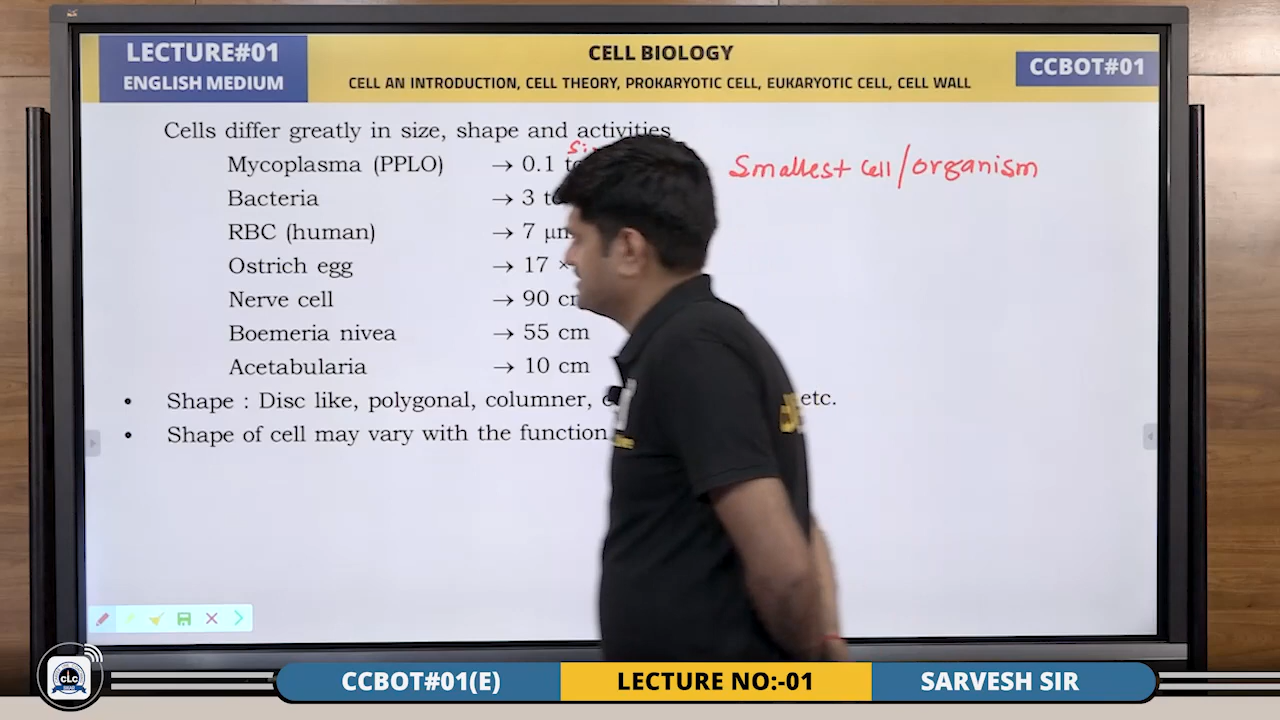 LECTURE#01
ENGLISH MEDIUM
CELL BIOLOGY
CELL AN INTRODUCTION, CELL THEORY, PROKARYOTIC CELL, EUKARYOTIC CELL, CELL WALL
CCBOT#01
Cells differ greatly in size, shape and activities
Mycoplasma (PPLO) → 0.1 Smallest cell/organism
Bacteria → 3
RBC (human) → 7
Ostrich egg → 17 ×
Nerve cell → 90
Boemeria nivea → 55 cm
Acetabularia → 10 cm
• Shape : Disc like, polygonal, columner, etc.
• Shape of cell may vary with the function
CLC
CCBOT#01(E)
LECTURE NO:-01
SARVESH SIR